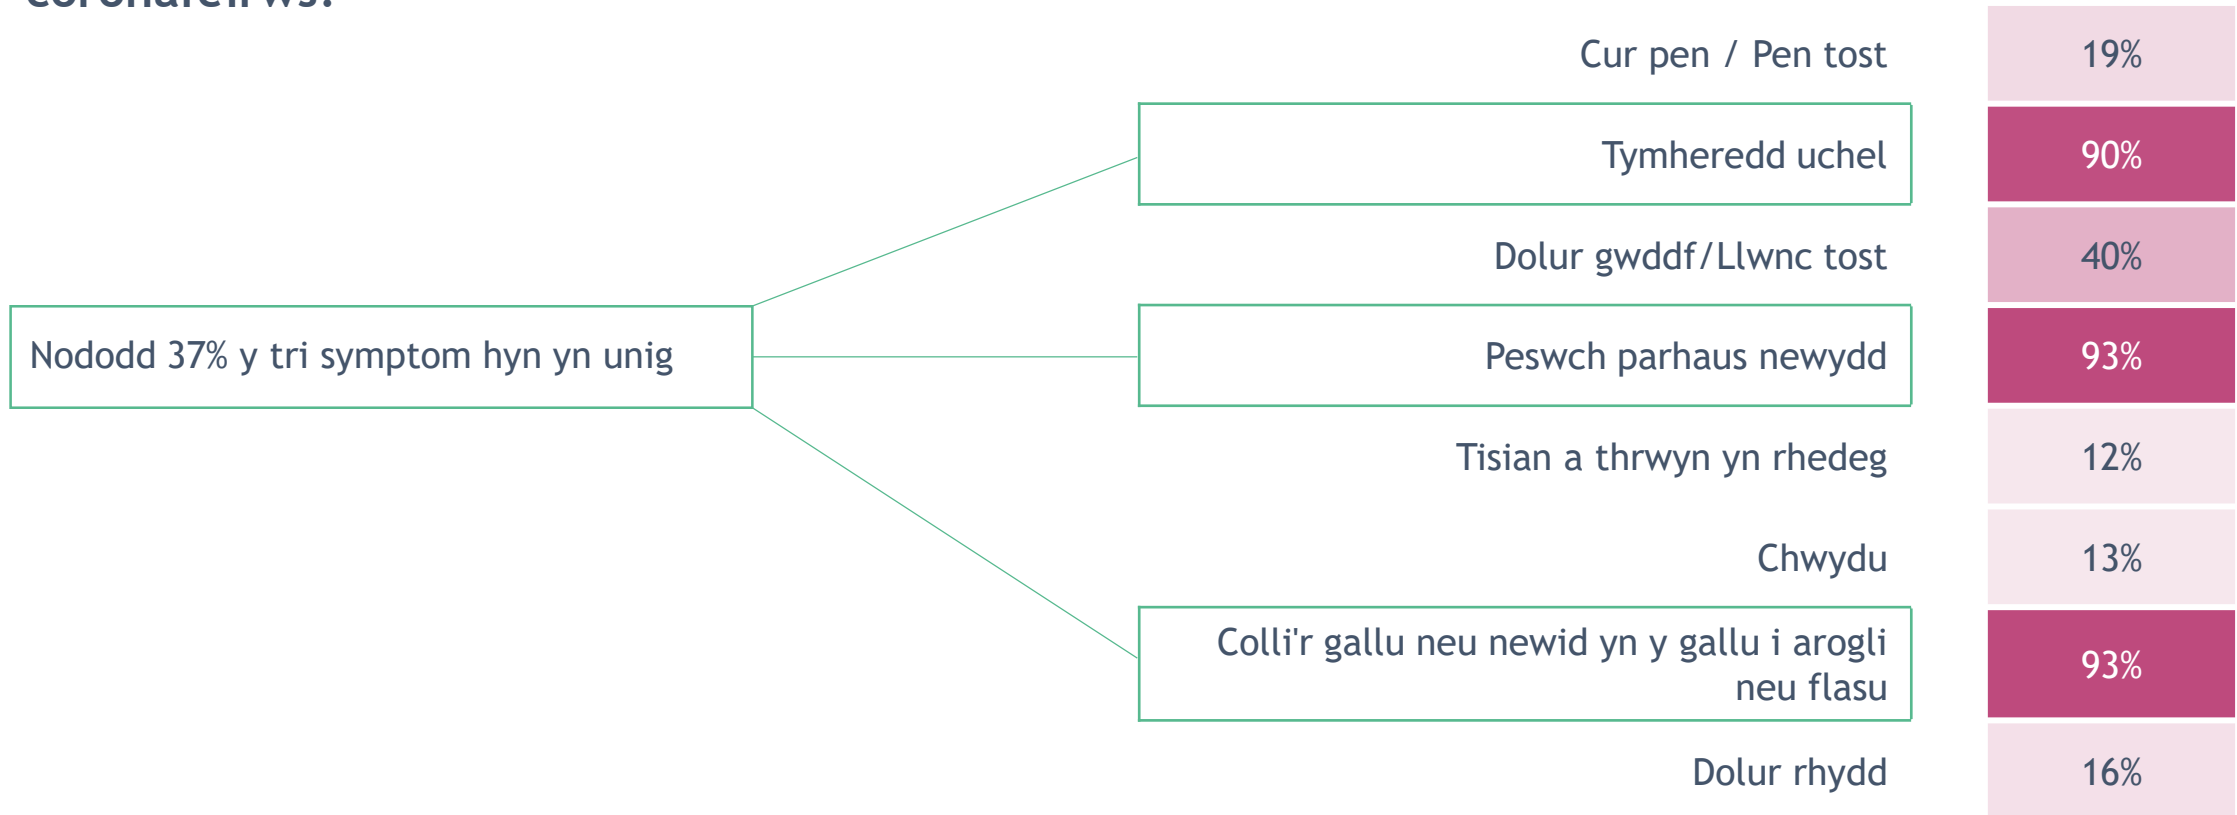 Cur pen / Pen tost 19%
Tymheredd uchel 90%
Dolur gwddf/Llwnc tost 40%
Nododd 37% y tri symptom hyn yn unig
Peswch parhaus newydd 93%
Tisian a thrwyn yn rhedeg 12%
Chwydu 13%
Colli'r gallu neu newid yn y gallu i arogli
neu flasu
93%
Dolur rhydd 16%